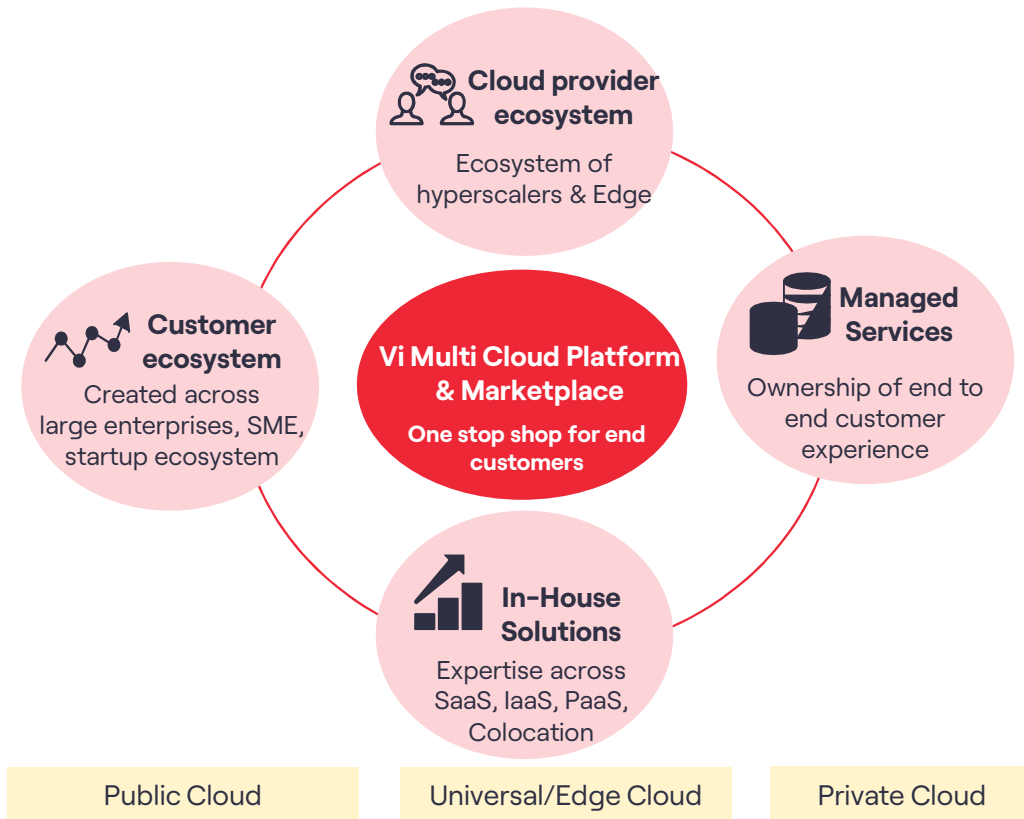 Cloud provider
ecosystem
Ecosystem of
hyperscalers & Edge
Customer
ecosystem
Created across
large enterprises, SME,
startup ecosystem
Vi Multi Cloud Platform
& Marketplace
One stop shop for end
customers
Managed
Services
Ownership of end to
end customer
experience
In-House
Solutions
Expertise across
SaaS, IaaS, PaaS,
Colocation
Public Cloud
Universal/Edge Cloud
Private Cloud